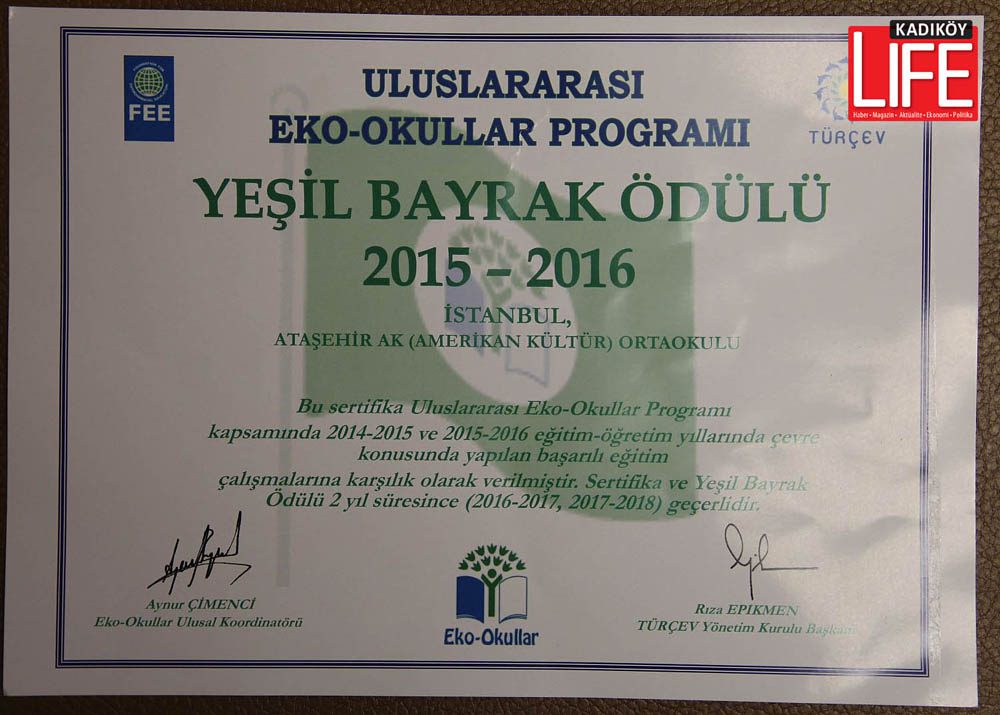 KADIKÖY
LIFE
Haber • Magazin • Aktüalite • Ekonomi • Politika
FEE
TÜRÇEV
ULUSLARARASI
EKO-OKULLAR PROGRAMI
YEŞİL BAYRAK ÖDÜLÜ
2015 – 2016
İSTANBUL,
ATAŞEHİR AK (AMERİKAN KÜLTÜR) ORTAOKULU
Bu sertifika Uluslararası Eko-Okullar Programı
kapsamında 2014-2015 ve 2015-2016 eğitim-öğretim yıllarında çevre
konusunda yapılan başarılı eğitim
çalışmalarına karşılık olarak verilmiştir. Sertifika ve Yeşil Bayrak
Ödülü 2 yıl süresince (2016-2017, 2017-2018) geçerlidir.
Aynur ÇİMENCİ
Eko-Okullar Ulusal Koordinatörü
Eko-Okullar
Rıza EPIKMEN
TÜRÇEV Yönetim Kurulu Başkanı